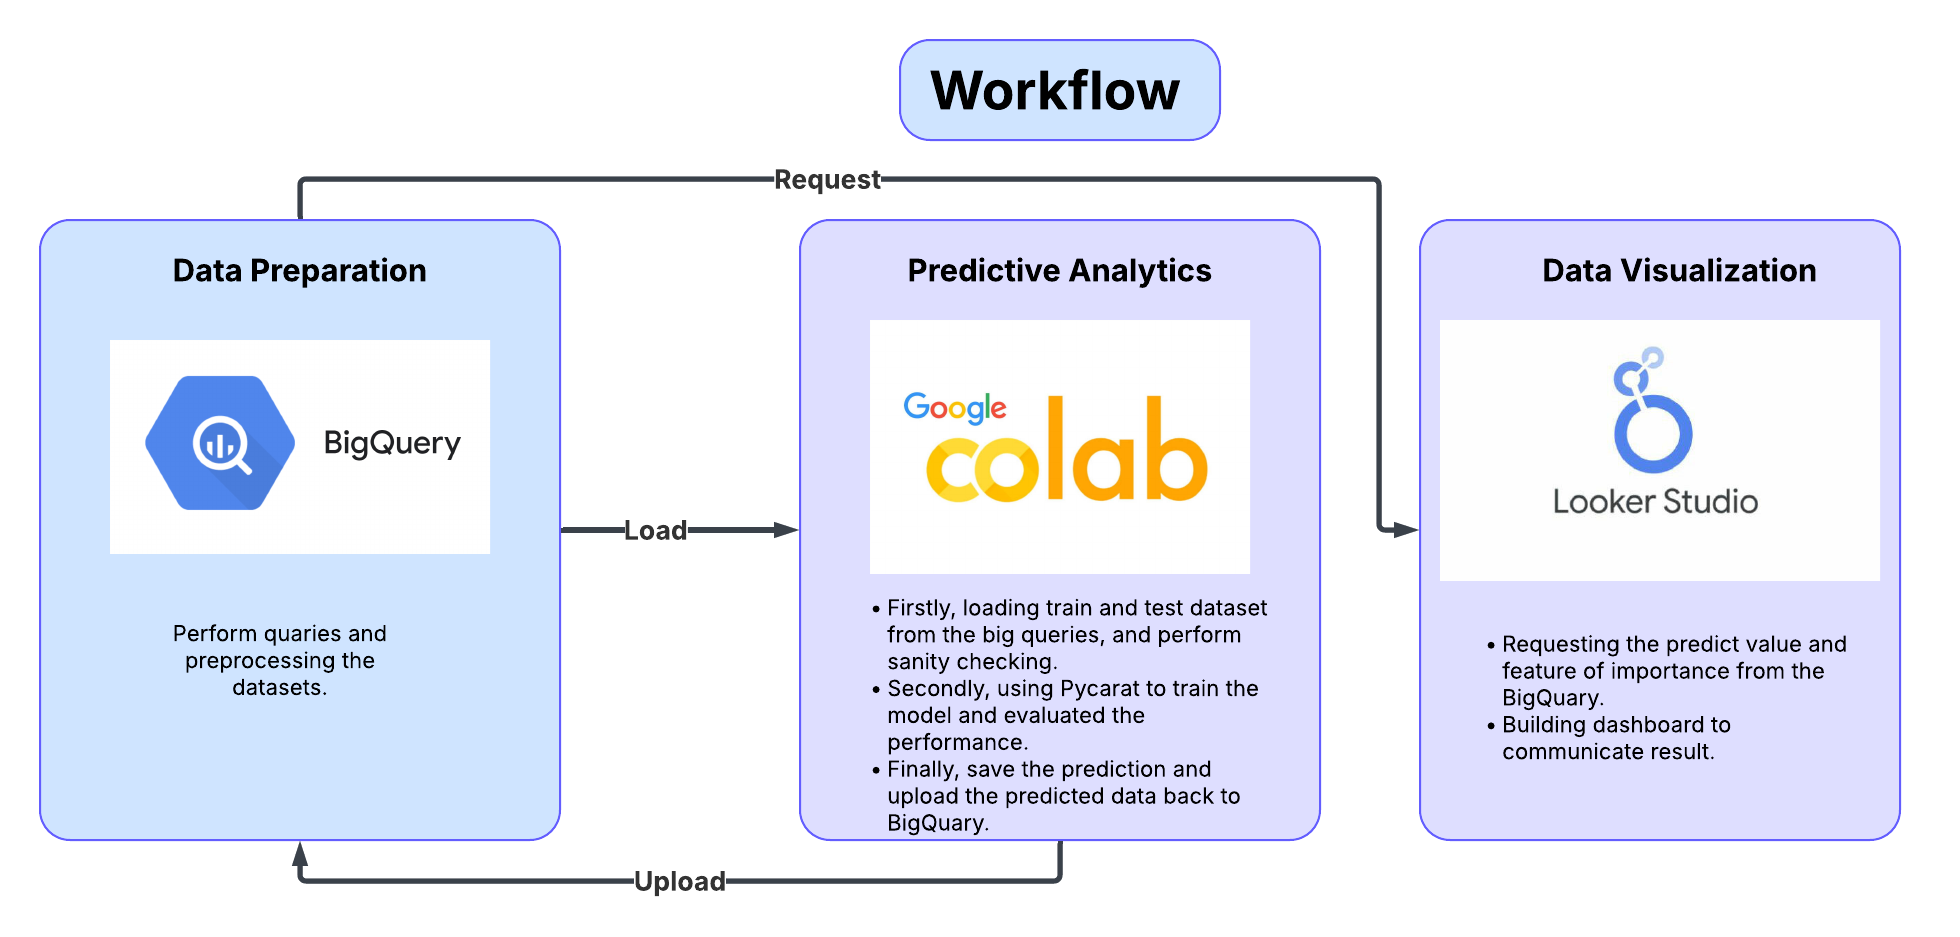 Workflow
Request
Data Preparation
BigQuery
Perform quaries and
preprocessing the
datasets.
Load
Predictive Analytics
Google
colab
• Firstly, loading train and test dataset
from the big queries, and perform
sanity checking.
• Secondly, using Pycarat to train the
model and evaluated the
performance.
• Finally, save the prediction and
upload the predicted data back to
BigQuary.
Data Visualization
Looker Studio
• Requesting the predict value and
feature of importance from the
BigQuary.
• Building dashboard to
communicate result.
Upload